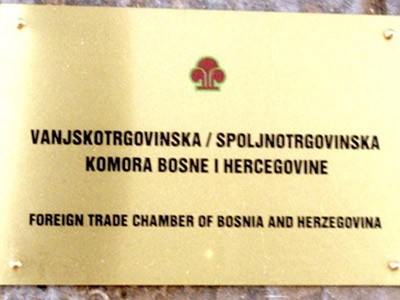 VANJSKOTRGOVINSKA / SPOLJNOTRGOVINSKA
KOMORA BOSNE I HERCEGOVINE
FOREIGN TRADE CHAMBER OF BOSNIA AND HERZEGOVINA